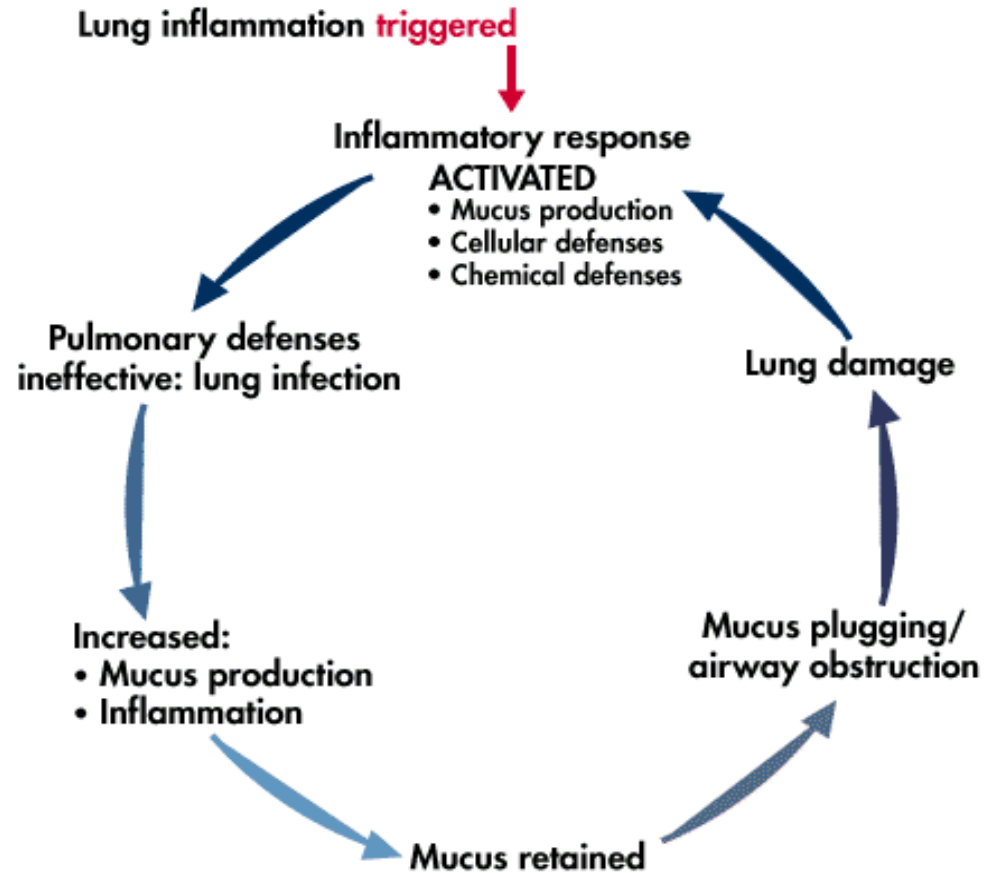 Lung inflammation triggered
Inflammatory response
ACTIVATED
• Mucus production
• Cellular defenses
• Chemical defenses
Pulmonary defenses
ineffective: lung infection
Increased:
• Mucus production
• Inflammation
Mucus retained
Mucus plugging/
airway obstruction
Lung damage